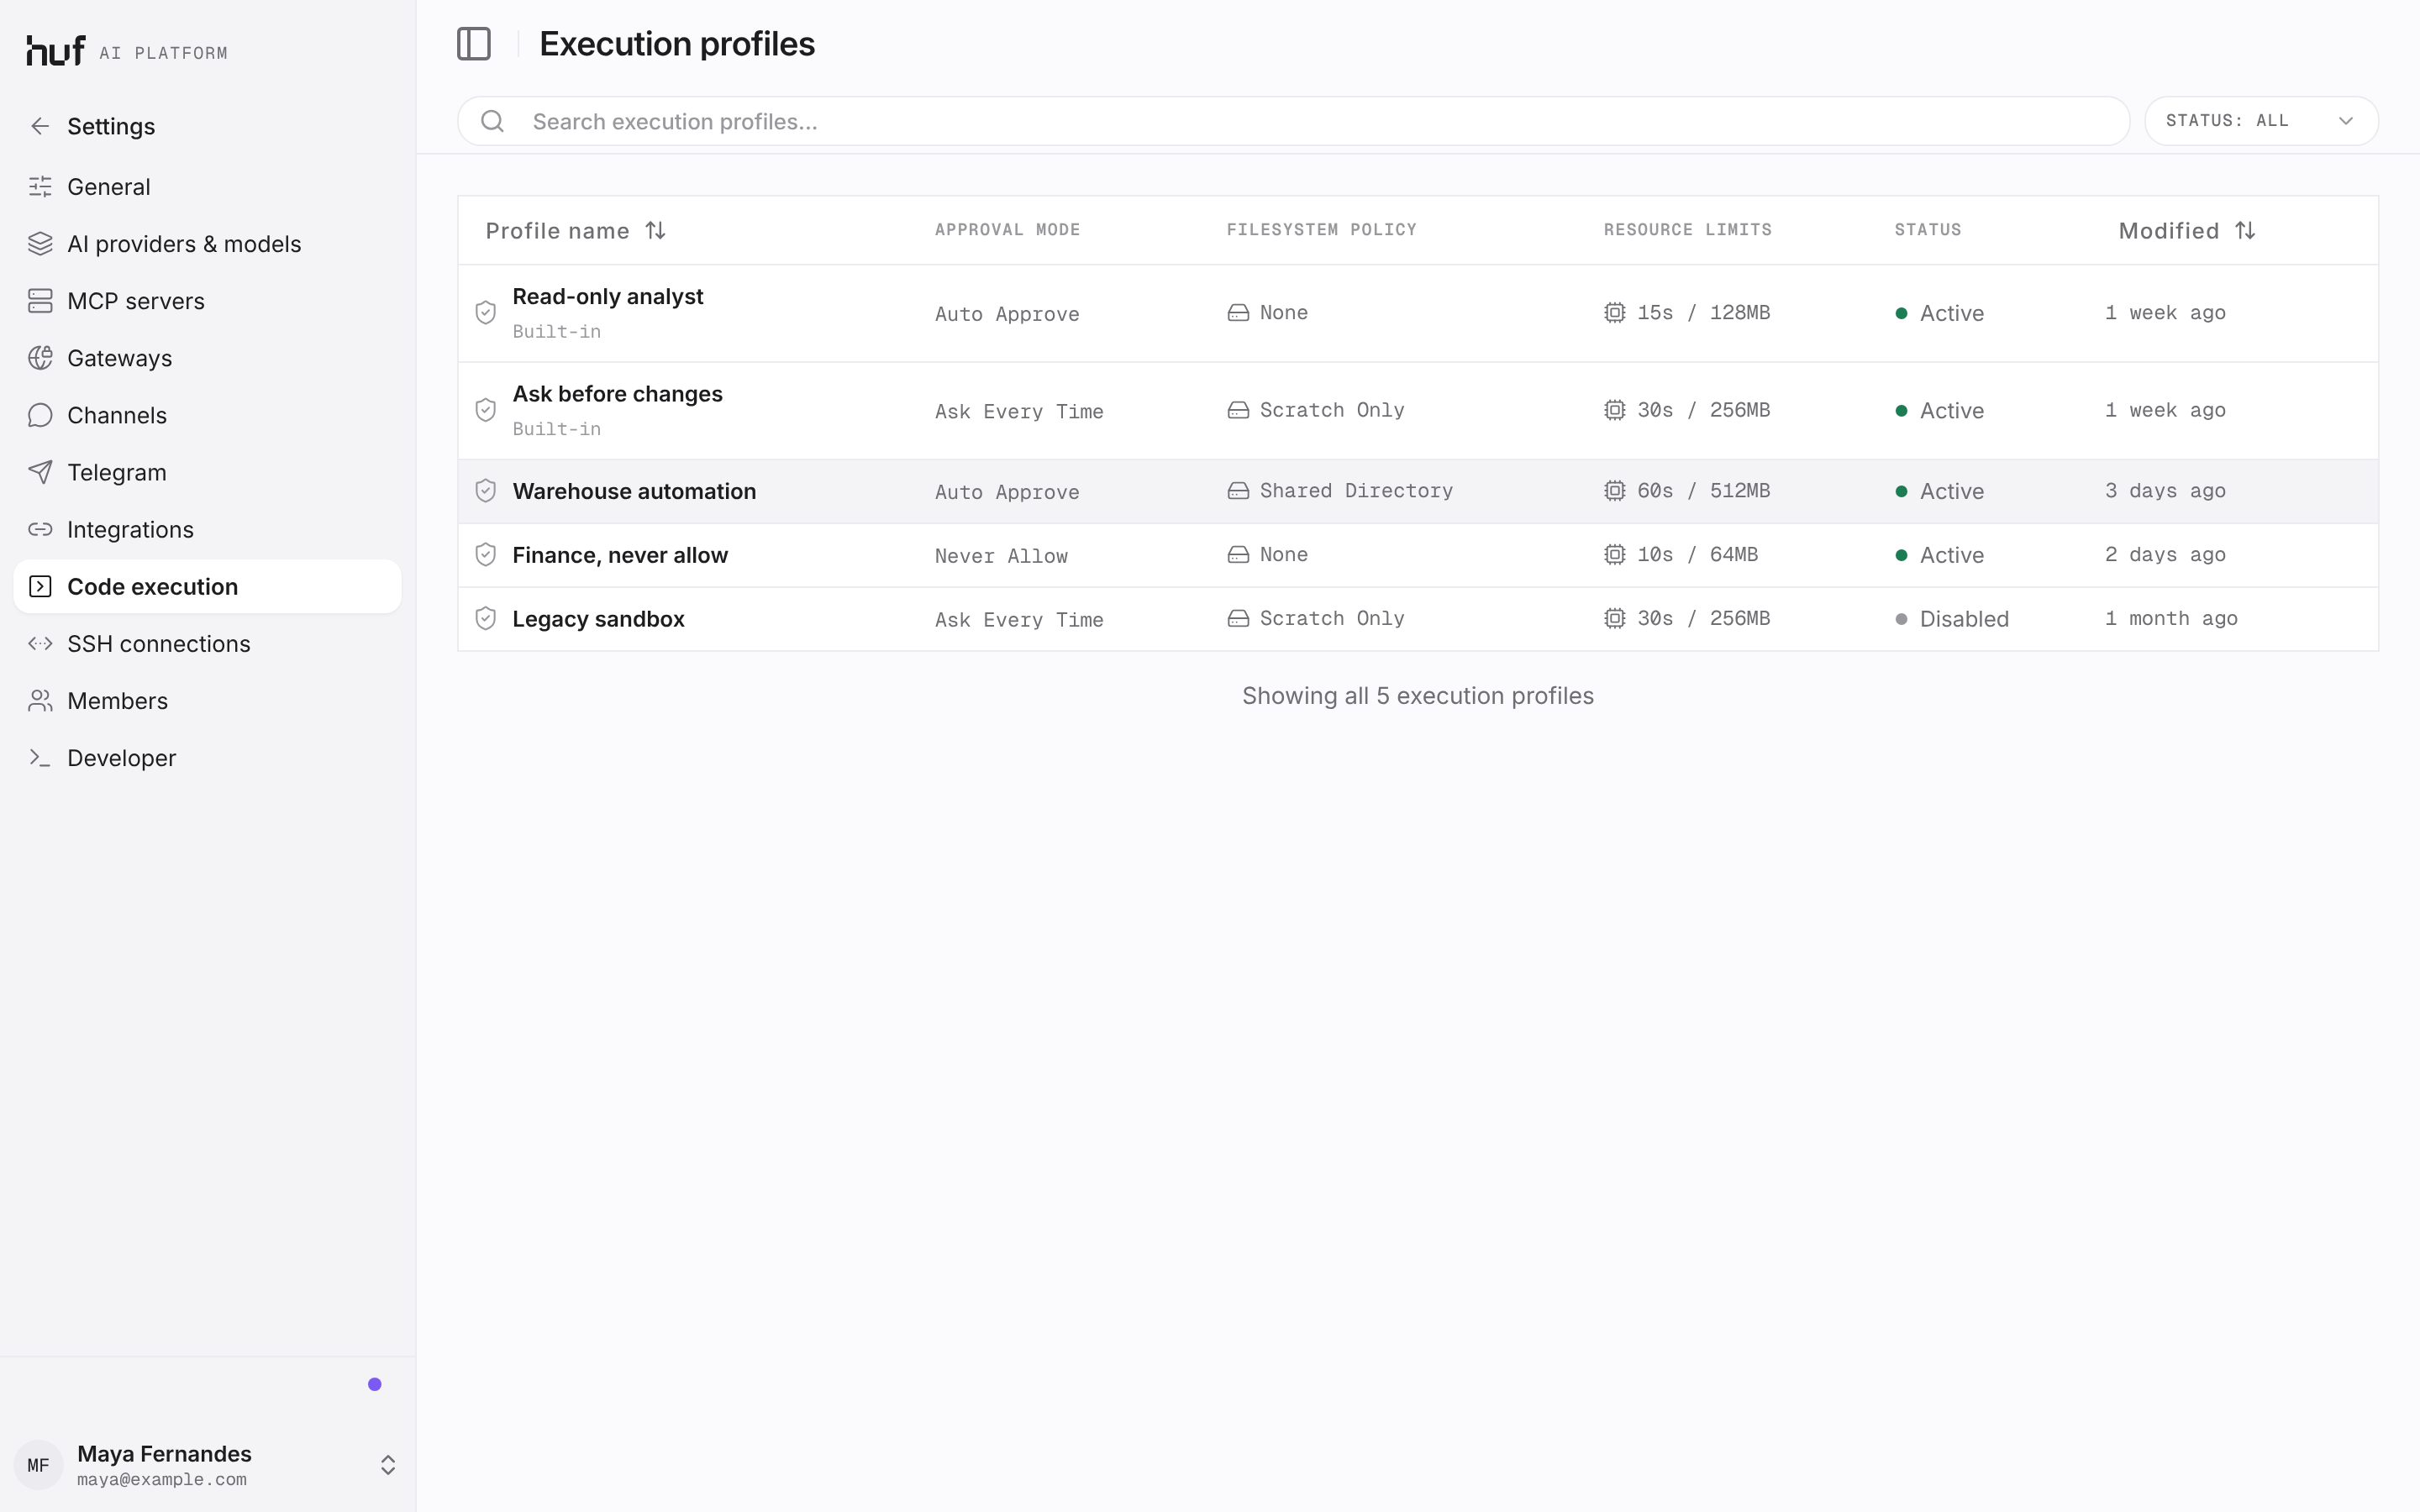 huf AI PLATFORM
Settings
General
AI providers & models
MCP servers
Gateways
Channels
Telegram
Integrations
Code execution
SSH connections
Members
Developer
MF
Maya Fernandes
maya@example.com
Execution profiles
Search execution profiles...
STATUS: ALL
Profile name APPROVAL MODE FILESYSTEM POLICY RESOURCE LIMITS STATUS Modified
Read-only analyst
Built-in
Auto Approve None 15s / 128MB Active 1 week ago
Ask before changes
Built-in
Ask Every Time Scratch Only 30s / 256MB Active 1 week ago
Warehouse automation Auto Approve Shared Directory 60s / 512MB Active 3 days ago
Finance, never allow Never Allow None 10s / 64MB Active 2 days ago
Legacy sandbox Ask Every Time Scratch Only 30s / 256MB Disabled 1 month ago
Showing all 5 execution profiles